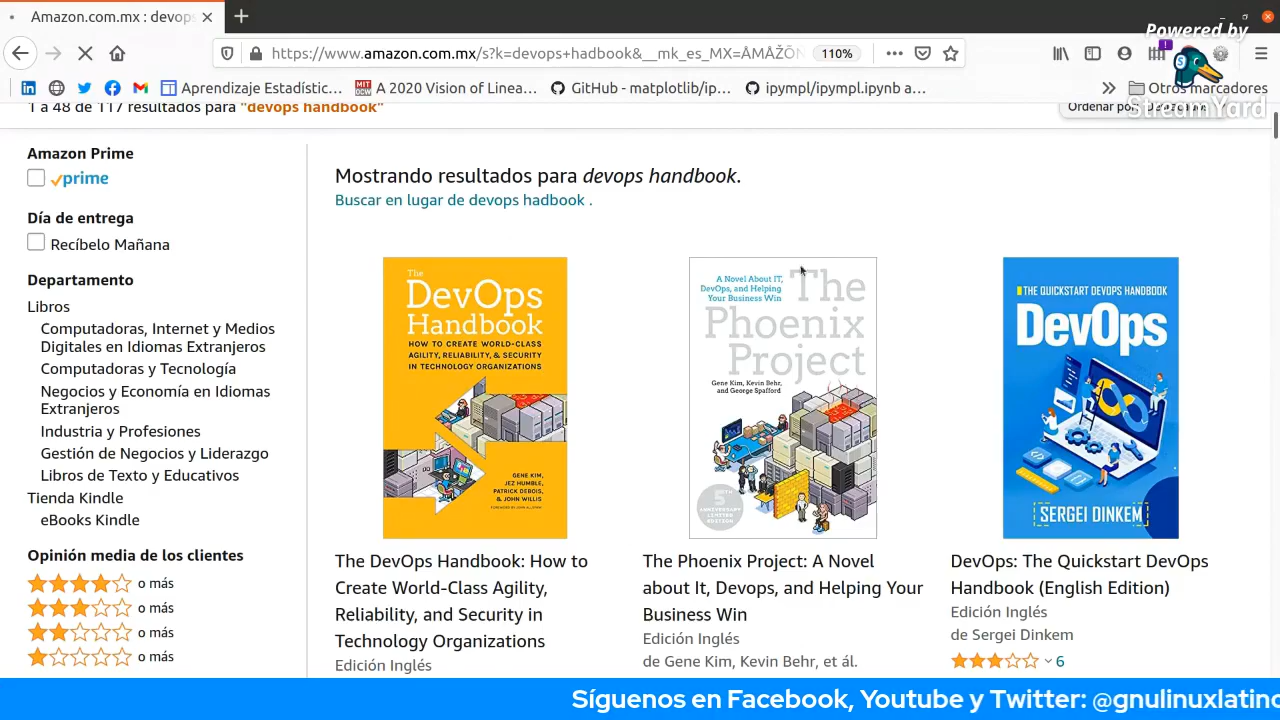 Amazon.com.mx : devops
Powered by
https://www.amazon.com.mx/s?k=devops+hadbook&__mk_es_MX=ÅMÅŽÕ
110%
1
S
Aprendizaje Estadístic…
MIT
OCW
A 2020 Vision of Linea…
GitHub - matplotlib/ip…
ipympl/ipympl.ipynb a…
Otros marcadores
StreamYard
1 a 48 de 117 resultados para "devops handbook"
Ordenar por: Destacados
Amazon Prime
prime
Día de entrega
Recíbelo Mañana
Departamento
Libros
Computadoras, Internet y Medios
Digitales en Idiomas Extranjeros
Computadoras y Tecnología
Negocios y Economía en Idiomas
Extranjeros
Industria y Profesiones
Gestión de Negocios y Liderazgo
Libros de Texto y Educativos
Tienda Kindle
eBooks Kindle
Opinión media de los clientes
o más
o más
o más
o más
Mostrando resultados para devops handbook.
Buscar en lugar de devops hadbook .
The
DevOps
Handbook
HOW TO CREATE WORLD-CLASS
AGILITY, RELIABILITY, & SECURITY
IN TECHNOLOGY ORGANIZATIONS
GENE KIM,
JEZ HUMBLE,
PATRICK DEBOIS,
& JOHN WILLIS
The DevOps Handbook: How to
Create World-Class Agility,
Reliability, and Security in
Technology Organizations
Edición Inglés
A Novel About IT,
DevOps, and Helping
Your Business Win
The
Phoenix
Project
Gene Kim, Kevin Behr,
and George Spafford
5
ANNIVERSARY
LIMITED
EDITION
The Phoenix Project: A Novel
about It, Devops, and Helping Your
Business Win
Edición Inglés
de Gene Kim, Kevin Behr, et ál.
THE QUICKSTART DEVOPS HANDBOOK
DevOps
SERGEI DINKEM
DevOps: The Quickstart DevOps
Handbook (English Edition)
Edición Inglés
de Sergei Dinkem
6
Síguenos en Facebook, Youtube y Twitter: @gnulinuxlatino